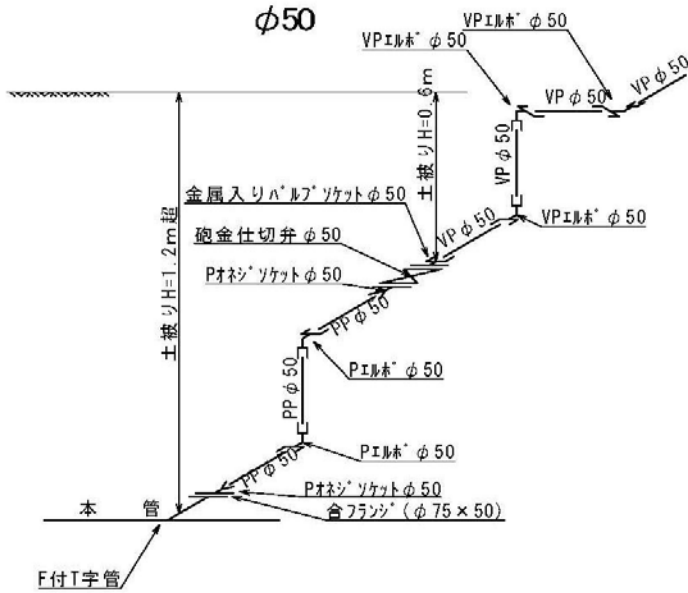 φ50
VPエルボφ50
VPエルボφ50
VPφ50
VPφ50
VPφ50
土被りH=0.6m
土被りH=1.2m超
金属入りバルブソケットφ50
VPφ50
VPエルボφ50
砲金仕切弁φ50
Pオネジソケットφ50
PPφ50
Pエルボφ50
PPφ50
Pエルボφ50
PPφ50
Pオネジソケットφ50
合フランジ(φ75×50)
本管
F付T字管